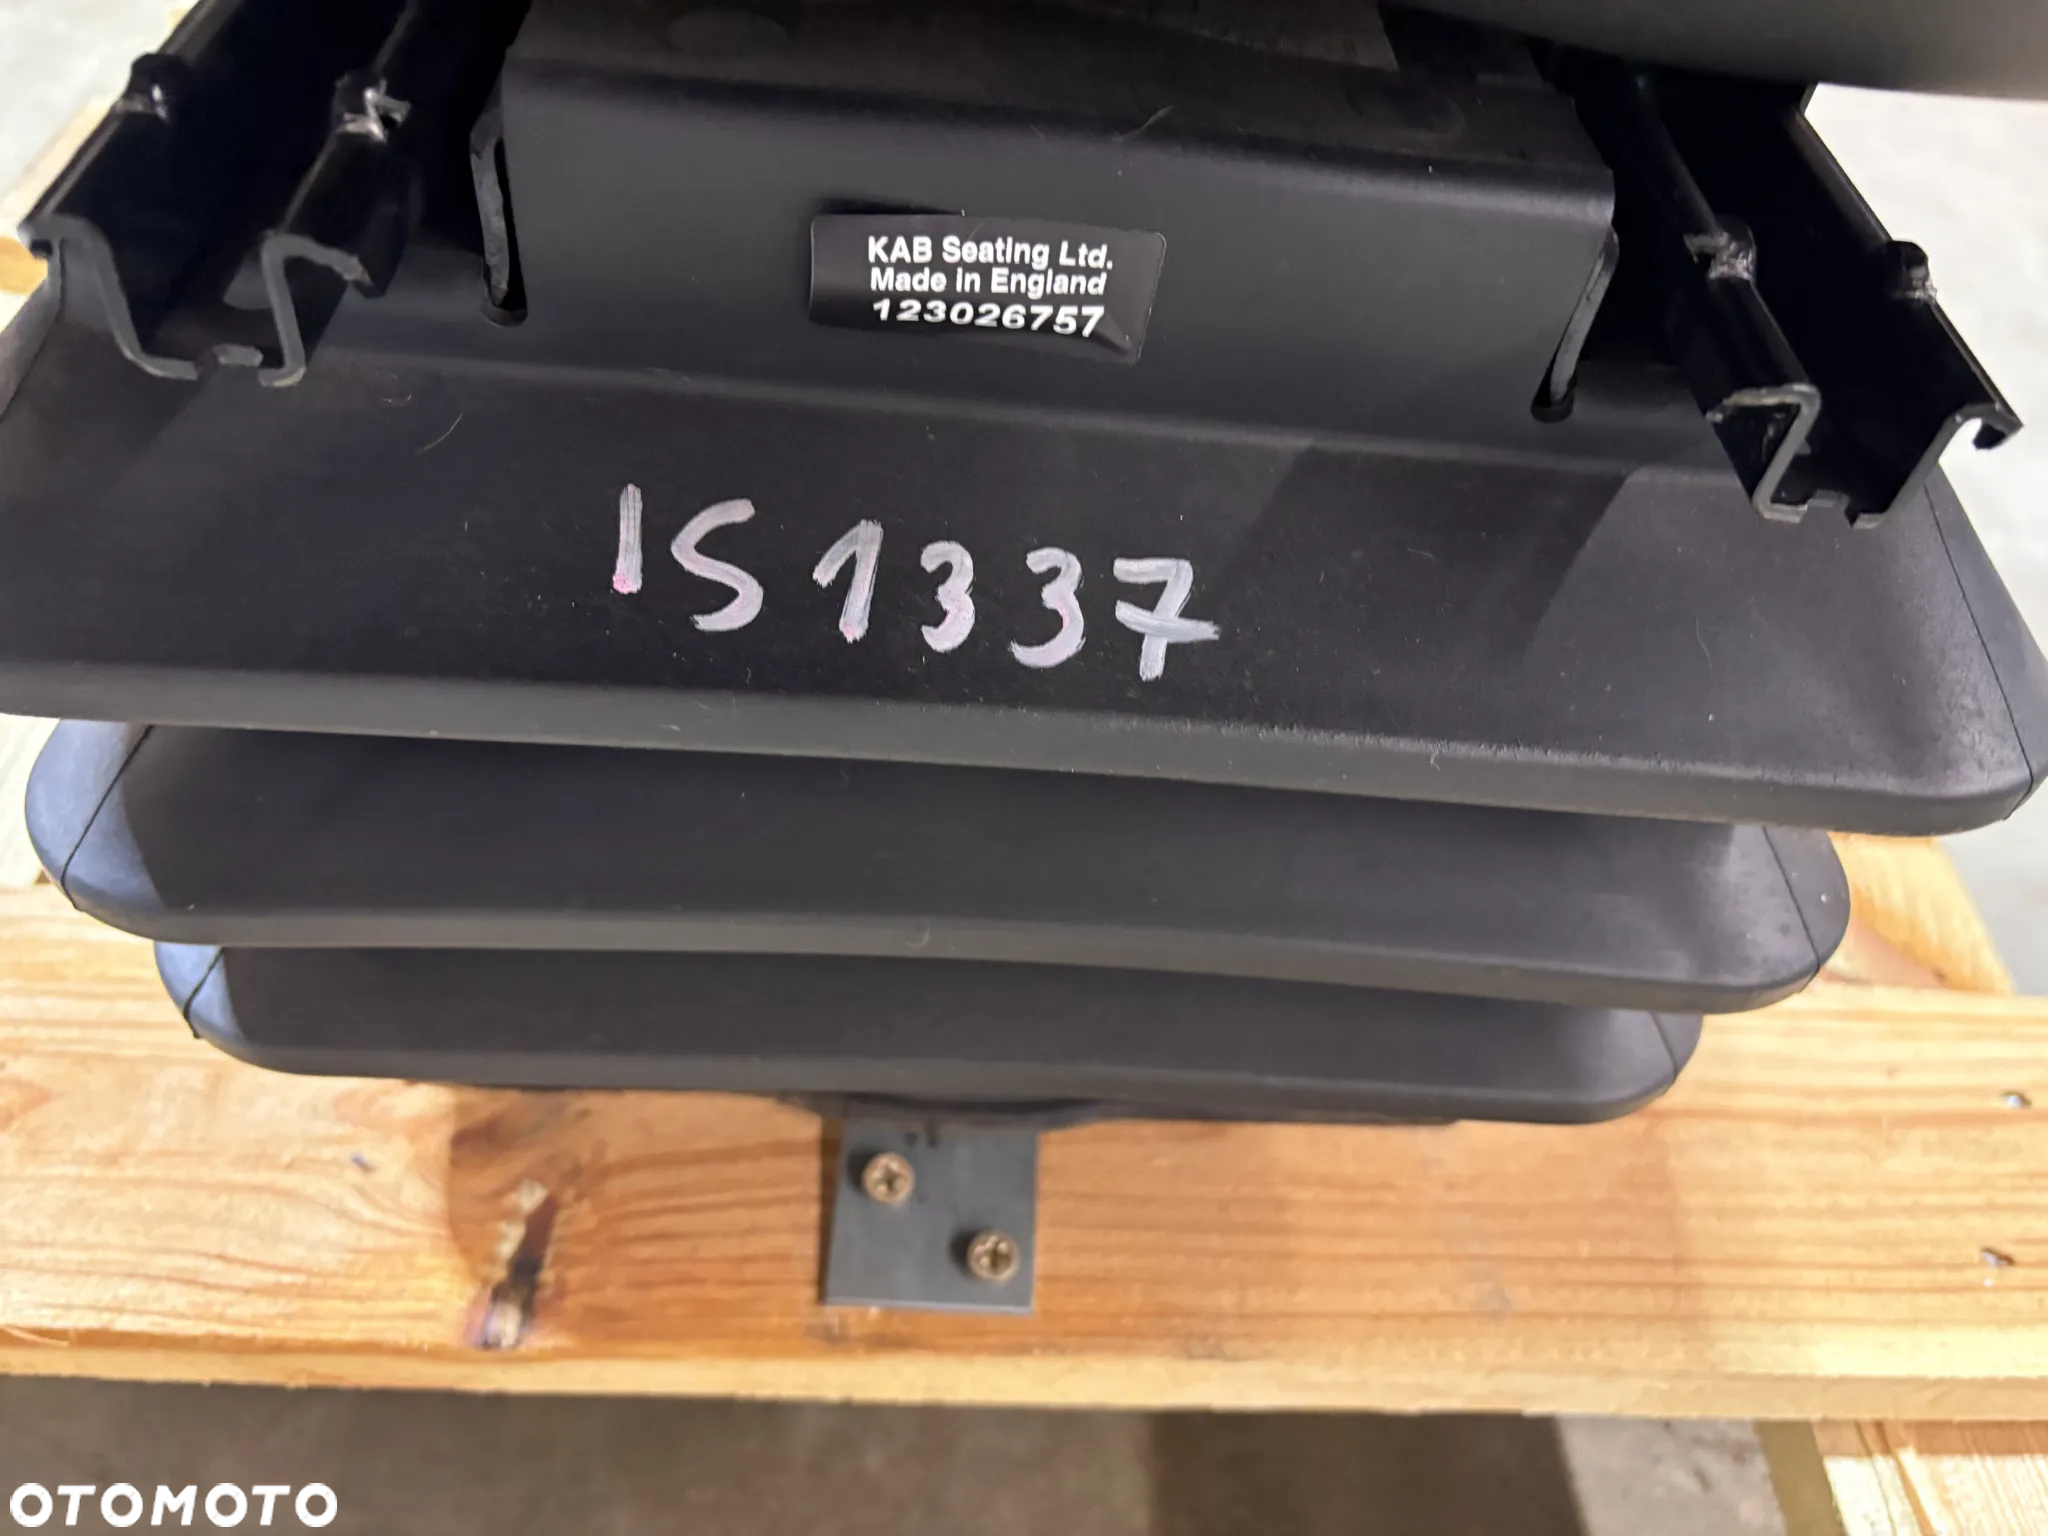 KAB Seating Ltd.
Made in England
123026757
IS1337
OTOMOTO